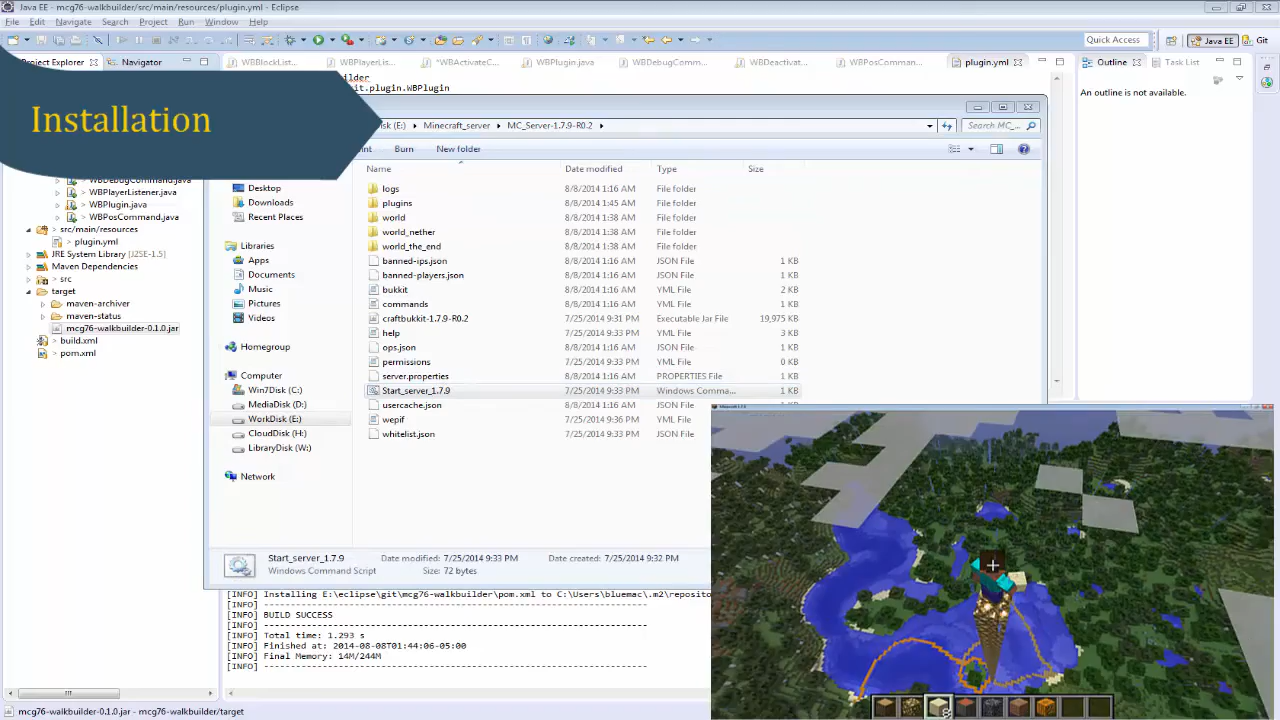 Java EE - mcg76-walkbuilder/src/main/resources/plugin.yml - Eclipse
File Edit Navigate Search Project Run Window Help
Quick Access Java EE Git
Project Explorer Navigator WBBlockList... WBPlayerLis... *WBActivateC... WBPlugin.java WBDebugComm... WBDeactivat... WBPosComman... plugin.yml Outline Task List
An outline is not available.
Installation
WBDebugCommand.java
WBPlayerListener.java
WBPlugin.java
WBPosCommand.java
src/main/resources
plugin.yml
JRE System Library [J2SE-1.5]
Maven Dependencies
src
target
maven-archiver
maven-status
mcg76-walkbuilder-0.1.0.jar
build.xml
pom.xml
ilder
it.plugin.WBPlugin
sk (E:) Minecraft_server MC_Server-1.7.9-R0.2 Search MC_...
int Burn New folder
Desktop
Downloads
Recent Places
Libraries
Apps
Documents
Music
Pictures
Videos
Homegroup
Computer
Win7Disk (C:)
MediaDisk (D:)
WorkDisk (E:)
CloudDisk (H:)
LibraryDisk (W:)
Network
Name Date modified Type Size
logs 8/8/2014 1:16 AM File folder
plugins 8/8/2014 1:45 AM File folder
world 8/8/2014 1:38 AM File folder
world_nether 8/8/2014 1:38 AM File folder
world_the_end 8/8/2014 1:38 AM File folder
banned-ips.json 8/8/2014 1:16 AM JSON File 1 KB
banned-players.json 8/8/2014 1:16 AM JSON File 1 KB
bukkit 8/8/2014 1:16 AM YML File 2 KB
commands 8/8/2014 1:16 AM YML File 1 KB
craftbukkit-1.7.9-R0.2 7/25/2014 9:31 PM Executable Jar File 19,975 KB
help 7/25/2014 9:33 PM YML File 3 KB
ops.json 8/8/2014 1:16 AM JSON File 1 KB
permissions 7/25/2014 9:33 PM YML File 0 KB
server.properties 8/8/2014 1:16 AM PROPERTIES File 1 KB
Start_server_1.7.9 7/25/2014 9:33 PM Windows Comma... 1 KB
usercache.json 8/8/2014 1:38 AM JSON File 1 KB
wepif 7/25/2014 9:36 PM YML File
whitelist.json 8/8/2014 1:16 AM JSON File
Start_server_1.7.9 Date modified: 7/25/2014 9:33 PM Date created: 7/25/2014 9:32 PM
Windows Command Script Size: 72 bytes
[INFO] Installing E:\eclipse\git\mcg76-walkbuilder\pom.xml to C:\Users\bluemac\.m2\reposito
[INFO] ------------------------------------------------------------------------
[INFO] BUILD SUCCESS
[INFO] ------------------------------------------------------------------------
[INFO] Total time: 1.293 s
[INFO] Finished at: 2014-08-08T01:44:06-05:00
[INFO] Final Memory: 14M/244M
[INFO] ------------------------------------------------------------------------
mcg76-walkbuilder-0.1.0.jar - mcg76-walkbuilder/target